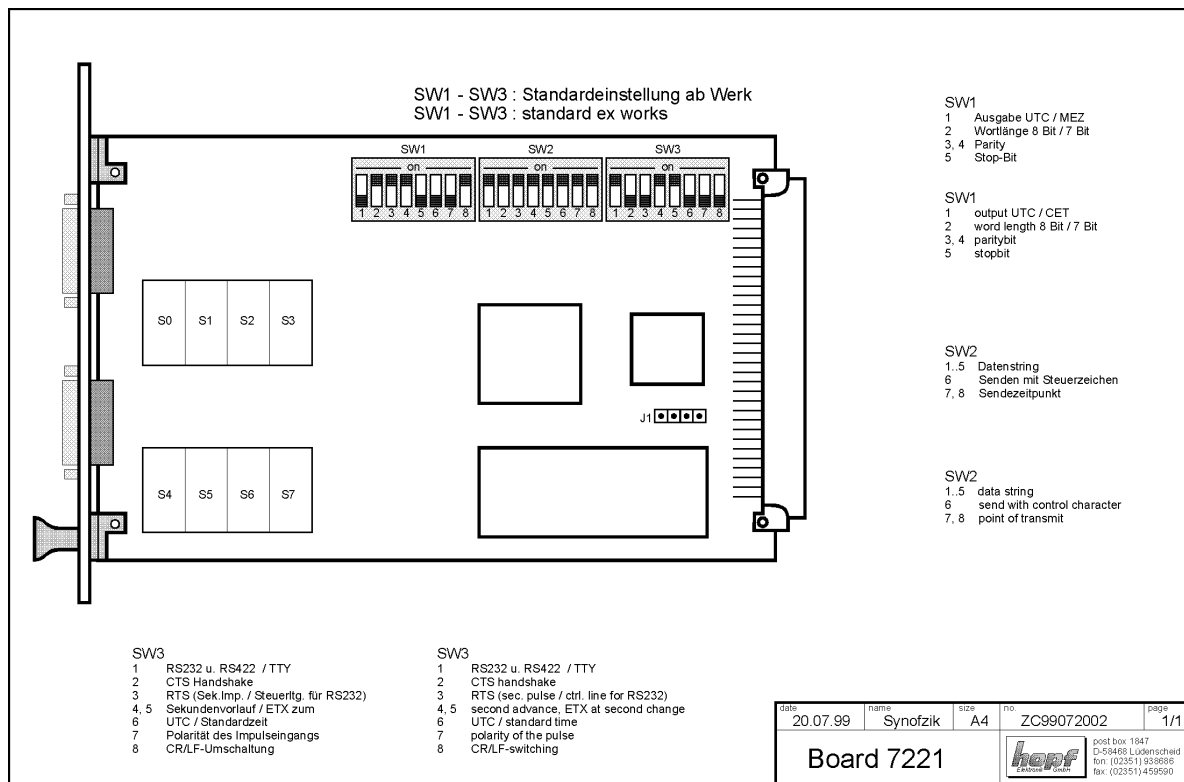 SW1 - SW3 : Standardeinstellung ab Werk
SW1 - SW3 : standard ex works
SW1 SW2 SW3
on on on
1 2 3 4 5 6 7 8 1 2 3 4 5 6 7 8 1 2 3 4 5 6 7 8
S0 S1 S2 S3
J1
S4 S5 S6 S7
SW1
1 Ausgabe UTC / MEZ
2 Wortlänge 8 Bit / 7 Bit
3, 4 Parity
5 Stop-Bit
SW1
1 output UTC / CET
2 word length 8 Bit / 7 Bit
3, 4 paritybit
5 stopbit
SW2
1..5 Datenstring
6 Senden mit Steuerzeichen
7, 8 Sendezeitpunkt
SW2
1..5 data string
6 send with control character
7, 8 point of transmit
SW3
1 RS232 u. RS422 / TTY
2 CTS Handshake
3 RTS (Sek.Imp. / Steuerltg. für RS232)
4, 5 Sekundenvorlauf / ETX zum
6 UTC / Standardzeit
7 Polarität des Impulseingangs
8 CR/LF-Umschaltung
SW3
1 RS232 u. RS422 / TTY
2 CTS handshake
3 RTS (sec. pulse / ctrl. line for RS232)
4, 5 second advance, ETX at second change
6 UTC / standard time
7 polarity of the pulse
8 CR/LF-switching
date name size no. page
20.07.99 Synofzik A4 ZC99072002 1/1
Board 7221
hopf
Elektronik GmbH
post box 1847
D-58468 Lüdenscheid
fon: (02351) 938686
fax: (02351) 459590